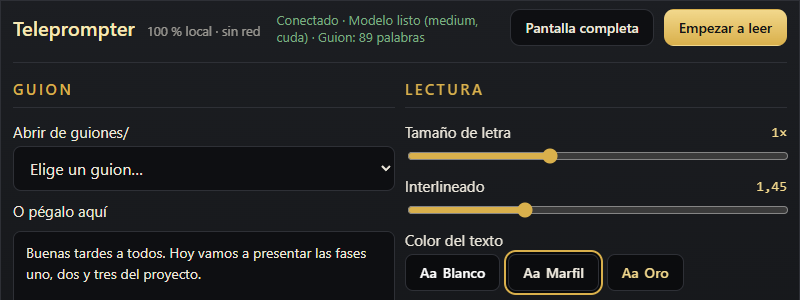 Teleprompter
100 % local · sin red
Conectado · Modelo listo (medium,
cuda) · Guion: 89 palabras
Pantalla completa
Empezar a leer
GUION
Abrir de guiones/
Elige un guion...
O pégalo aquí
Buenas tardes a todos. Hoy vamos a presentar las fases
uno, dos y tres del proyecto.
LECTURA
Tamaño de letra
1×
Interlineado
1,45
Color del texto
Aa Blanco
Aa Marfil
Aa Oro